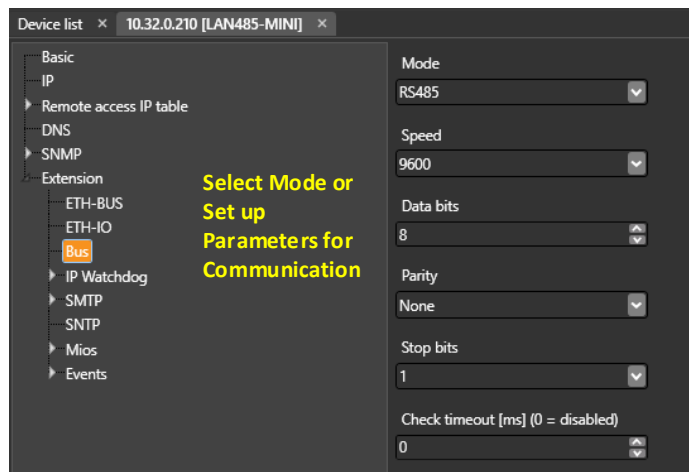 Device list × 10.32.0.210 [LAN485-MINI] ×
Basic
IP
Remote access IP table
DNS
SNMP
Extension
ETH-BUS
ETH-IO
Bus
IP Watchdog
SMTP
SNTP
Mios
Events
Select Mode or
Set up
Parameters for
Communication
Mode
RS485
Speed
9600
Data bits
8
Parity
None
Stop bits
1
Check timeout [ms] (0 = disabled)
0